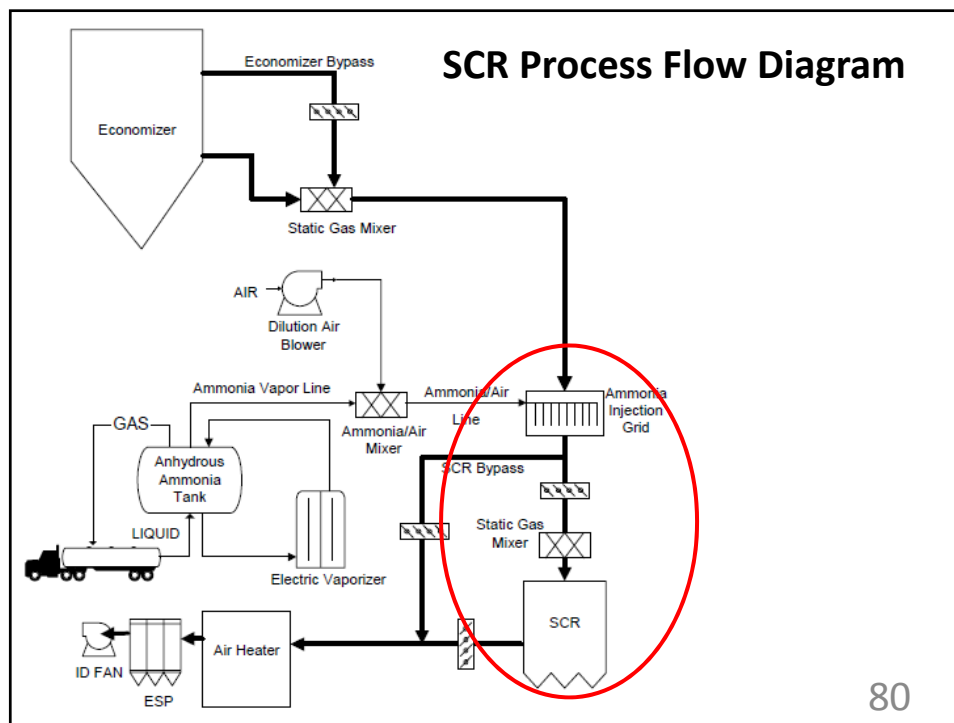 SCR Process Flow Diagram
Economizer Bypass
Economizer
Static Gas Mixer
AIR
Dilution Air
Blower
Ammonia Vapor Line
Ammonia/Air
Line
Ammonia
Injection
Grid
Ammonia/Air
Mixer
GAS
SCR Bypass
Anhydrous
Ammonia
Tank
LIQUID
Electric Vaporizer
Static Gas
Mixer
SCR
Air Heater
ID FAN
ESP
80